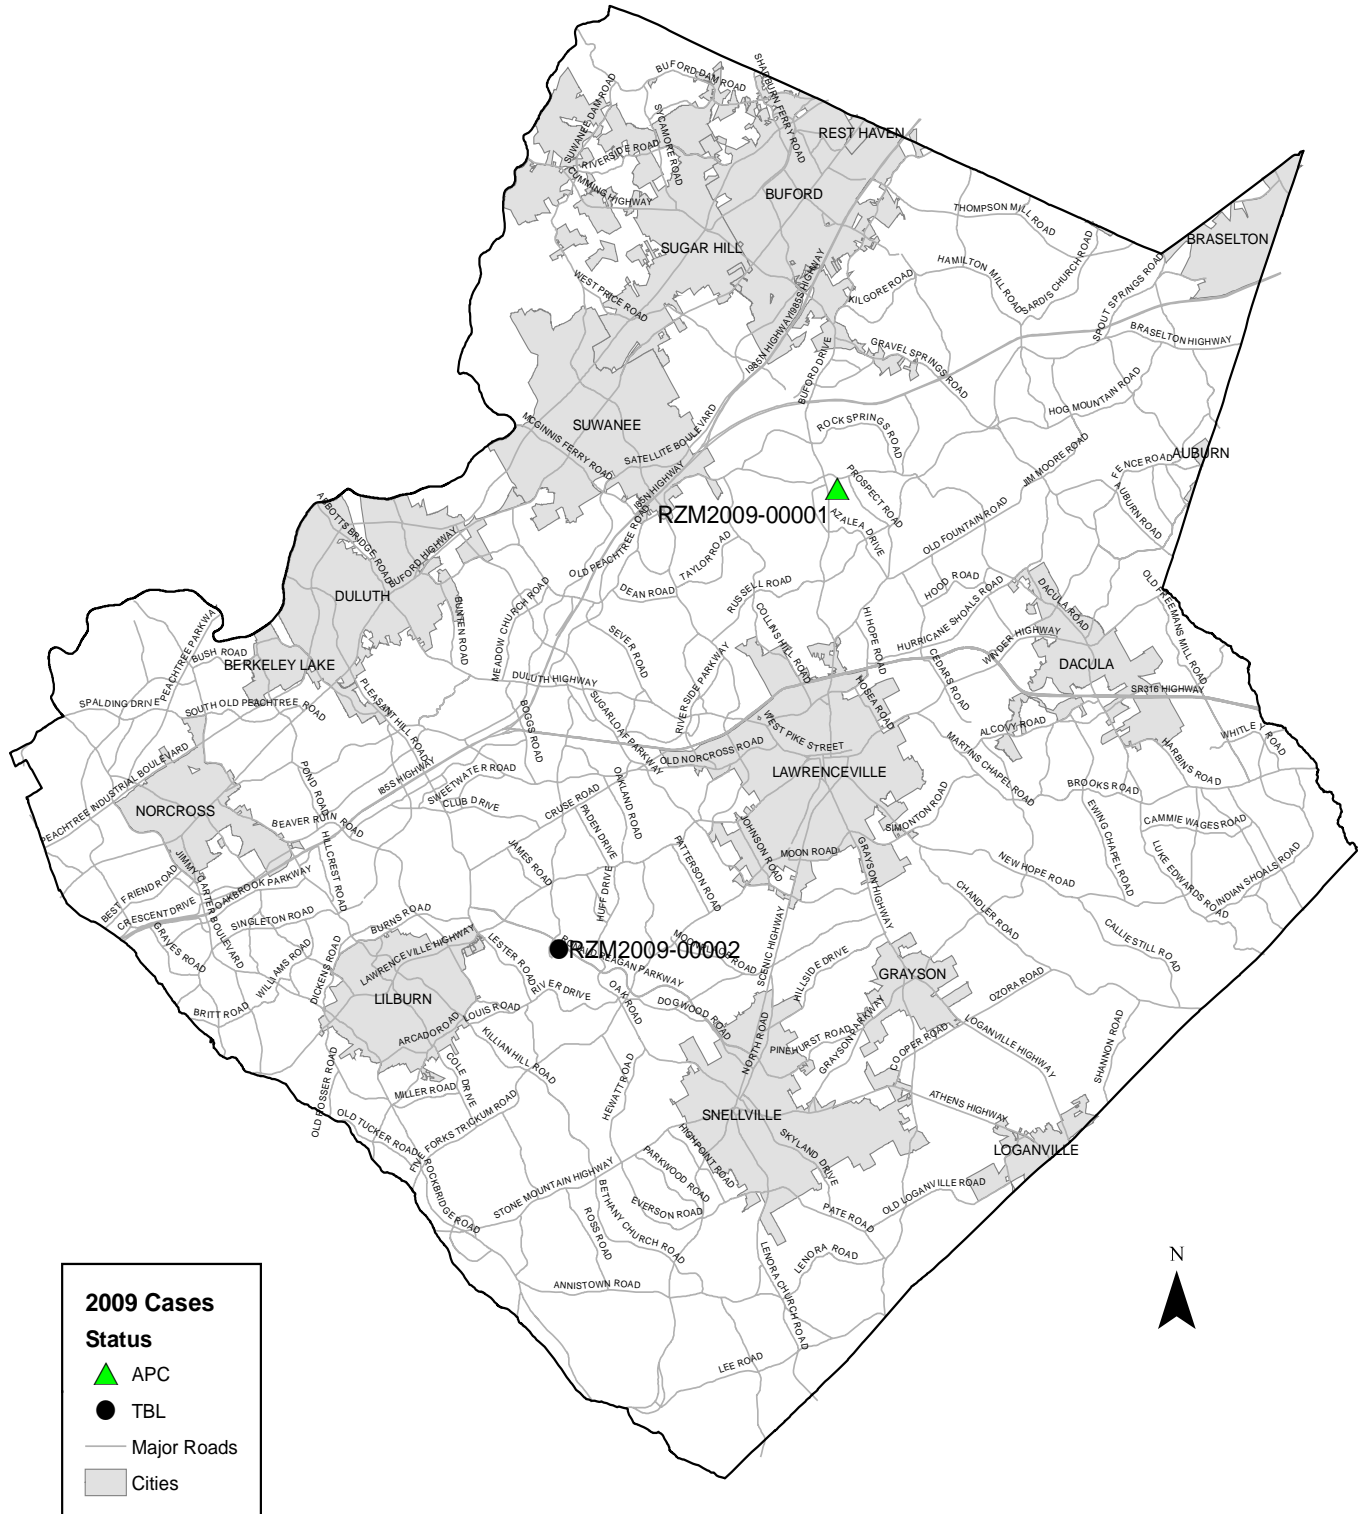 BUFORD DAM ROAD
SHADBURN FERRY ROAD
SUWANEE DAM ROAD
SYCAMORE ROAD
REST HAVEN
RIVERSIDE ROAD
CUMMING HIGHWAY
BUFORD
THOMPSON MILL ROAD
BRASELTON
SUGAR HILL
HAMILTON MILL ROAD
SARDIS CHURCH ROAD
SPOUT SPRINGS ROAD
WEST PRICE ROAD
I985S HIGHWAY
KILGORE ROAD
I985N HIGHWAY
BRASELTON HIGHWAY
BUFORD DRIVE
GRAVEL SPRINGS ROAD
HOG MOUNTAIN ROAD
SUWANEE
MCGINNIS FERRY ROAD
SATELLITE BOULEVARD
ROCK SPRINGS ROAD
JIM MOORE ROAD
AUBURN
FENCE ROAD
AUBURN ROAD
I85N HIGHWAY
PROSPECT ROAD
RZM2009-00001
AZALEA DRIVE
OLD FOUNTAIN ROAD
ABBOTTS BRIDGE ROAD
BUFORD HIGHWAY
OLD PEACHTREE ROAD
TAYLOR ROAD
DEAN ROAD
RUSSELL ROAD
HOOD ROAD
DACULA ROAD
OLD FREEMANS MILL ROAD
DULUTH
BUNTEN ROAD
MEADOW CHURCH ROAD
SEVER ROAD
COLLINS HILL ROAD
HI HOPE ROAD
HURRICANE SHOALS ROAD
WINDER HIGHWAY
PEACHTREE PARKWAY
BUSH ROAD
BERKELEY LAKE
DULUTH HIGHWAY
RIVERSIDE PARKWAY
CEDARS ROAD
DACULA
SPALDING DRIVE
SOUTH OLD PEACHTREE ROAD
PLEASANT HILL ROAD
BOGGS ROAD
SUGARLOAF PARKWAY
HOSEA ROAD
SR316 HIGHWAY
WEST PIKE STREET
OLD NORCROSS ROAD
LAWRENCEVILLE
ALCOVY ROAD
MARTINS CHAPEL ROAD
HARBINS ROAD
WHITLEY ROAD
PEACHTREE INDUSTRIAL BOULEVARD
NORCROSS
POND ROAD
I85S HIGHWAY
SWEETWATER ROAD
CLUB DRIVE
CRUSE ROAD
OAKLAND ROAD
PADEN DRIVE
BROOKS ROAD
BEAVER RUIN ROAD
HILLCREST ROAD
JAMES ROAD
PATTERSON ROAD
JOHNSON ROAD
MOON ROAD
SIMONTON ROAD
GRAYSON HIGHWAY
EWING CHAPEL ROAD
CAMMIE WAGES ROAD
LUKE EDWARDS ROAD
INDIAN SHOALS ROAD
JIMMY CARTER BOULEVARD
BEST FRIEND ROAD
OAKBROOK PARKWAY
CRESCENT DRIVE
SINGLETON ROAD
GRAVES ROAD
BURNS ROAD
HUFF DRIVE
NEW HOPE ROAD
CHANDLER ROAD
CALLIE STILL ROAD
WILLIAMS ROAD
DICKENS ROAD
LAWRENCEVILLE HIGHWAY
LESTER ROAD
RZM2009-00002
SCENIC HIGHWAY
HILLSIDE DRIVE
GRAYSON
OZORA ROAD
BRITT ROAD
LILBURN
RIVER DRIVE
OAK ROAD
DOGWOOD ROAD
ARCADO ROAD
LOUIS ROAD
KILLIAN HILL ROAD
NORTH ROAD
PINEHURST ROAD
GRAYSON PARKWAY
COOPER ROAD
LOGANVILLE HIGHWAY
SHANNON ROAD
OLD ROSSER ROAD
MILLER ROAD
COLE DRIVE
HEWATT ROAD
SNELLVILLE
ATHENS HIGHWAY
OLD TUCKER ROAD
FIVE FORKS TRICKUM ROAD
ROCKBRIDGE ROAD
HIGHPOINT ROAD
SKYLAND DRIVE
LOGANVILLE
STONE MOUNTAIN HIGHWAY
PARKWOOD ROAD
OLD LOGANVILLE ROAD
BETHANY CHURCH ROAD
EVERSON ROAD
ROSS ROAD
PATE ROAD
LENORA ROAD
LENORA CHURCH ROAD
ANNISTOWN ROAD
LEE ROAD
N
2009 Cases
Status
APC
TBL
Major Roads
Cities